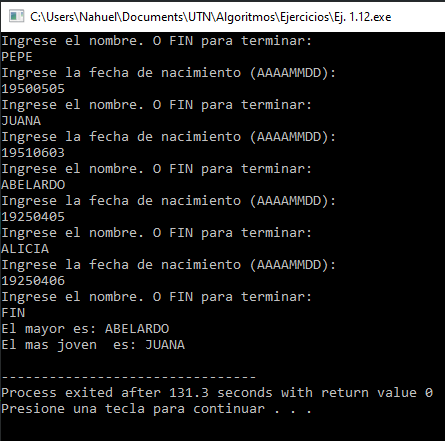 C:\Users\Nahuel\Documents\UTN\Algoritmos\Ejercicios\Ej. 1.12.exe
Ingrese el nombre. O FIN para terminar:
PEPE
Ingrese la fecha de nacimiento (AAAAMMDD):
19500505
Ingrese el nombre. O FIN para terminar:
JUANA
Ingrese la fecha de nacimiento (AAAAMMDD):
19510603
Ingrese el nombre. O FIN para terminar:
ABELARDO
Ingrese la fecha de nacimiento (AAAAMMDD):
19250405
Ingrese el nombre. O FIN para terminar:
ALICIA
Ingrese la fecha de nacimiento (AAAAMMDD):
19250406
Ingrese el nombre. O FIN para terminar:
FIN
El mayor es: ABELARDO
El mas joven  es: JUANA
--------------------------------
Process exited after 131.3 seconds with return value 0
Presione una tecla para continuar . . .